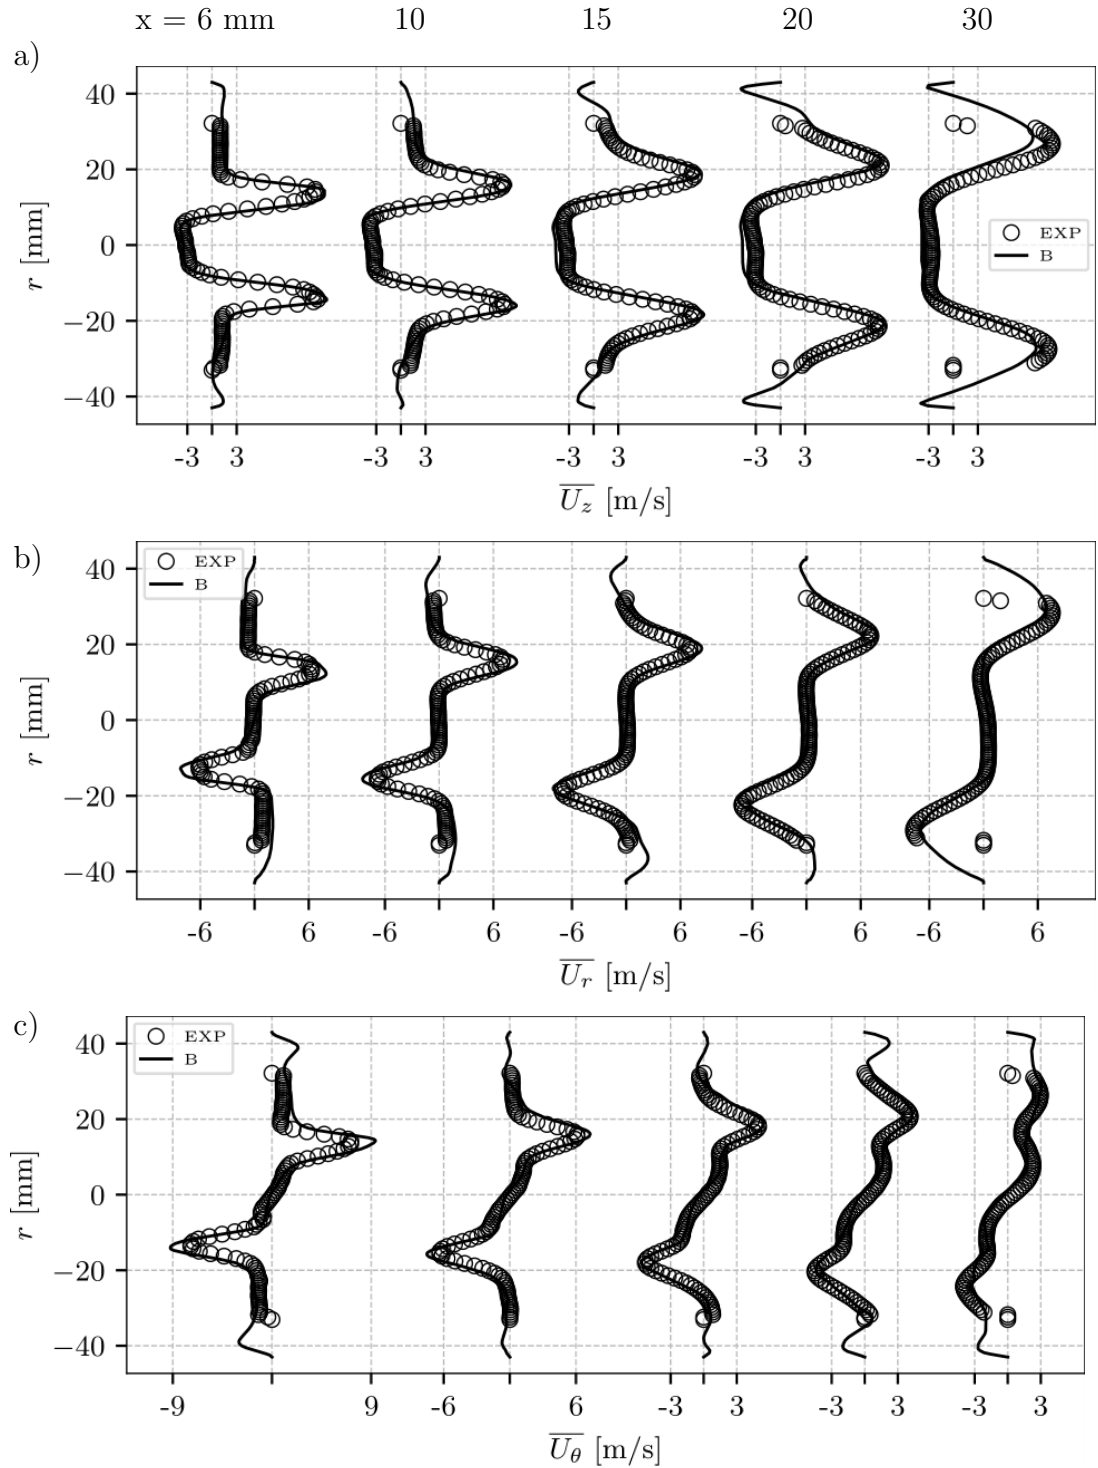 x = 6 mm 10 15 20 30
a)
40
20
0
−20
−40
r [mm]
EXP
B
-3 3 -3 3 -3 3 -3 3 -3 3
U_z [m/s]
b)
EXP
B
40
20
0
−20
−40
r [mm]
-6 6 -6 6 -6 6 -6 6 -6 6
U_r [m/s]
c)
EXP
B
40
20
0
−20
−40
r [mm]
-9 9 -6 6 -3 3 -3 3 -3 3
U_θ [m/s]